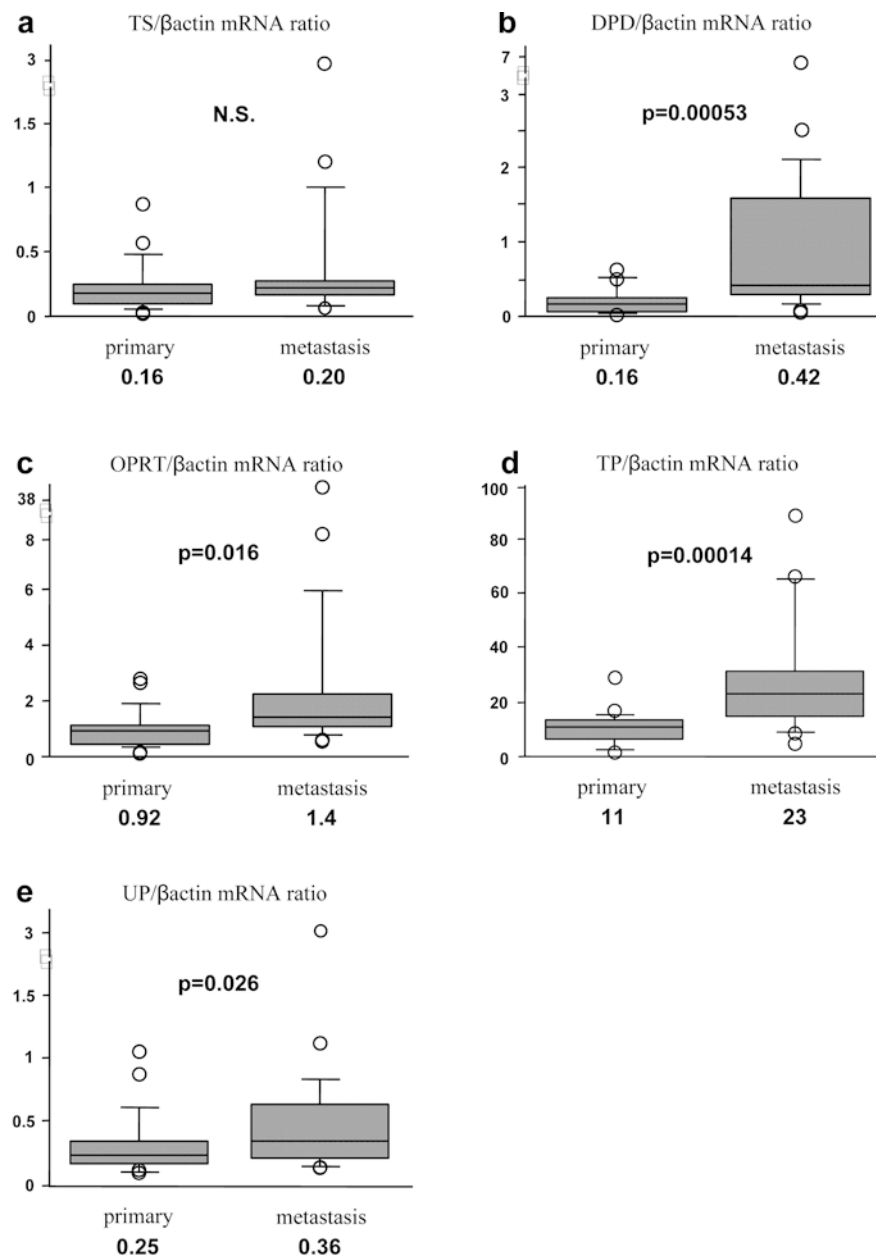 a
TS/βactin mRNA ratio
3
1.5
1
0.5
0
N.S.
primary
metastasis
0.16
0.20
b
DPD/βactin mRNA ratio
7
3
2
1
0
p=0.00053
primary
metastasis
0.16
0.42
c
OPRT/βactin mRNA ratio
38
8
6
4
2
0
p=0.016
primary
metastasis
0.92
1.4
d
TP/βactin mRNA ratio
100
80
60
40
20
0
p=0.00014
primary
metastasis
11
23
e
UP/βactin mRNA ratio
3
1.5
1
0.5
0
p=0.026
primary
metastasis
0.25
0.36